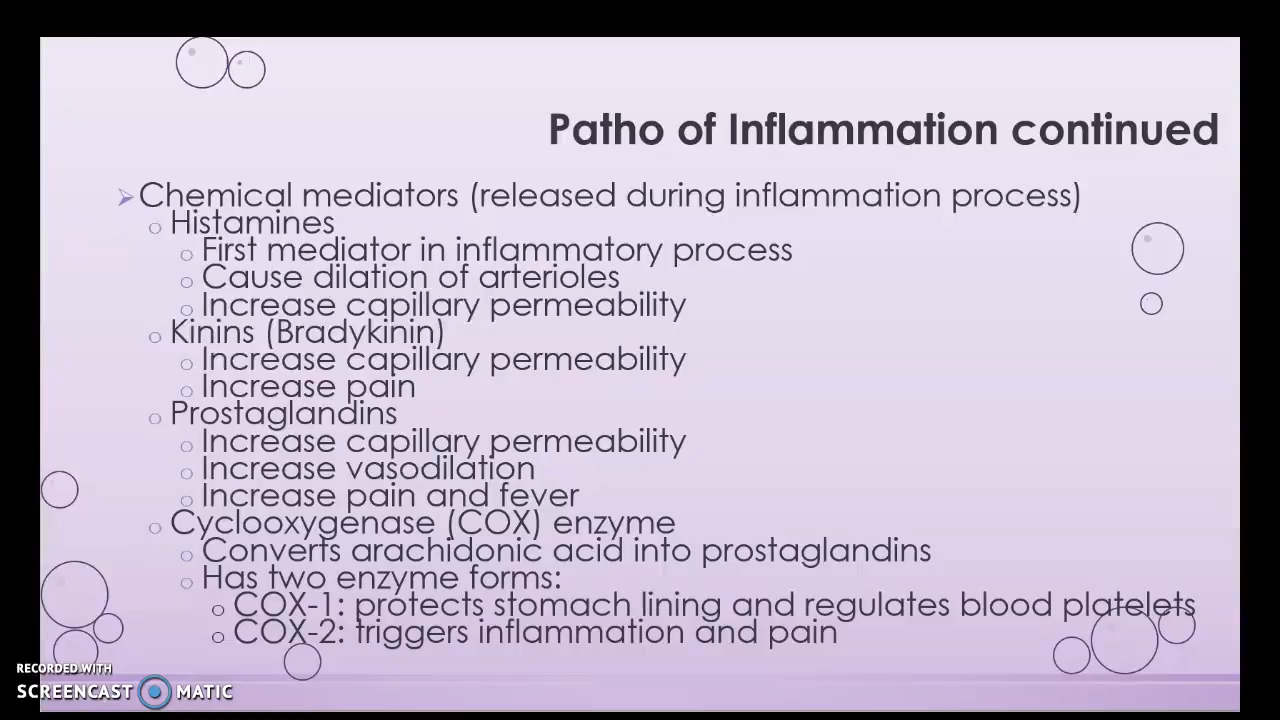 Patho of Inflammation continued
Chemical mediators (released during inflammation process)
Histamines
First mediator in inflammatory process
Cause dilation of arterioles
Increase capillary permeability
Kinins (Bradykinin)
Increase capillary permeability
Increase pain
Prostaglandins
Increase capillary permeability
Increase vasodilation
Increase pain and fever
Cyclooxygenase (COX) enzyme
Converts arachidonic acid into prostaglandins
Has two enzyme forms:
COX-1: protects stomach lining and regulates blood platelets
COX-2: triggers inflammation and pain
RECORDED WITH
SCREENCAST MATIC